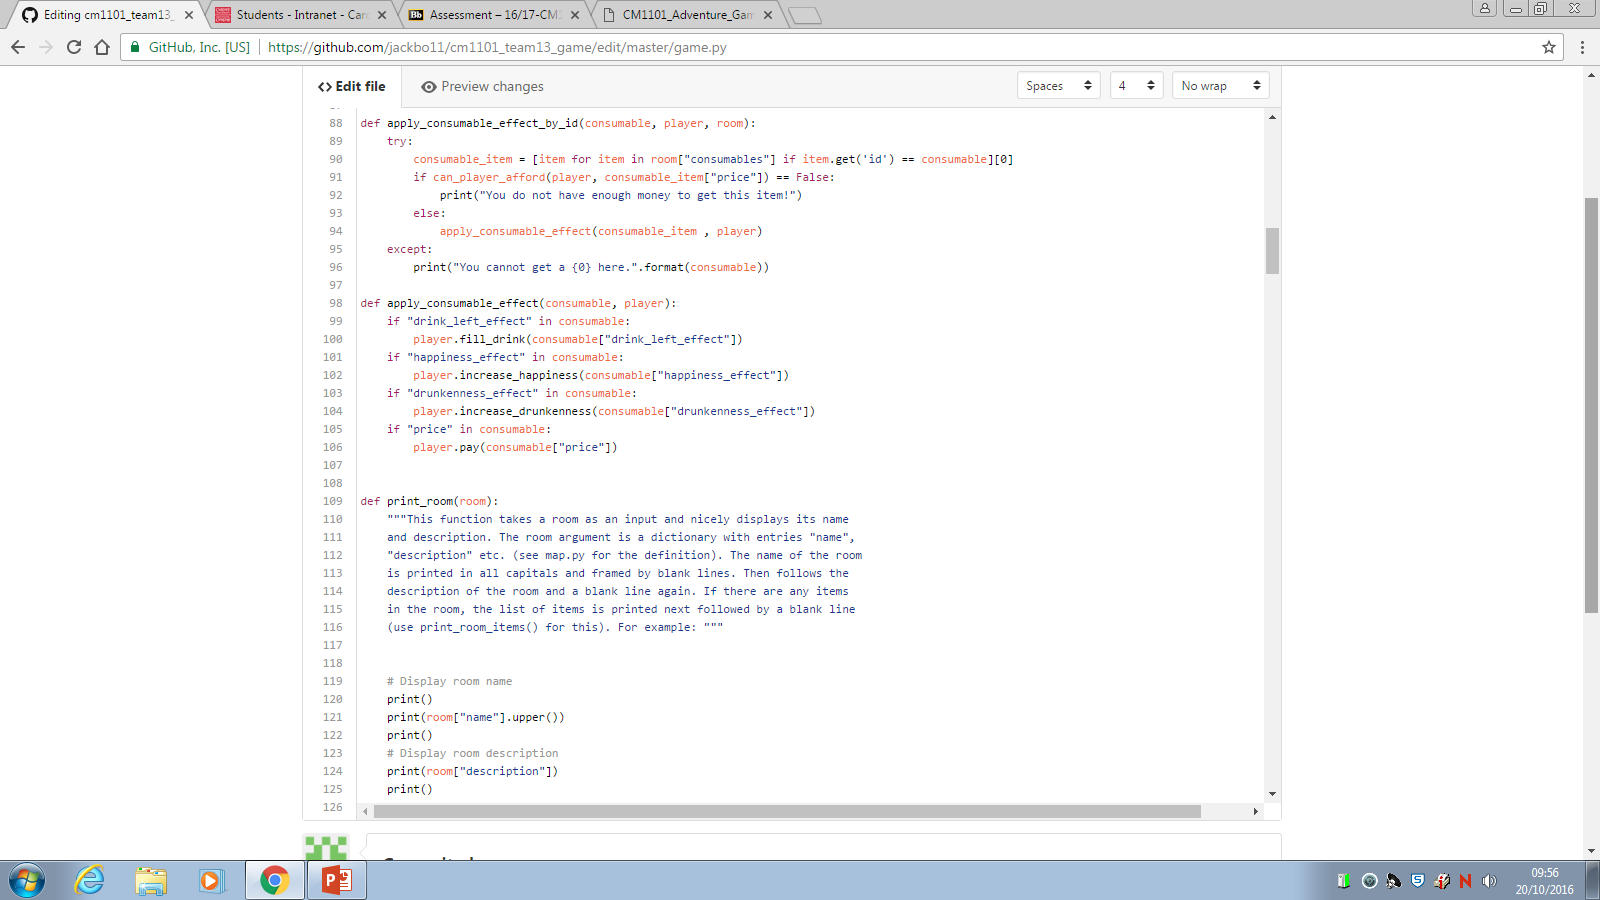 Editing cm1101_team13_
Students - Intranet - Car
Bb Assessment – 16/17-CM1
CM1101_Adventure_Gam
GitHub, Inc. [US] https://github.com/jackbo11/cm1101_team13_game/edit/master/game.py
<> Edit file Preview changes Spaces 4 No wrap
88 def apply_consumable_effect_by_id(consumable, player, room):
89 try:
90 consumable_item = [item for item in room["consumables"] if item.get('id') == consumable][0]
91 if can_player_afford(player, consumable_item["price"]) == False:
92 print("You do not have enough money to get this item!")
93 else:
94 apply_consumable_effect(consumable_item , player)
95 except:
96 print("You cannot get a {0} here.".format(consumable))
97
98 def apply_consumable_effect(consumable, player):
99 if "drink_left_effect" in consumable:
100 player.fill_drink(consumable["drink_left_effect"])
101 if "happiness_effect" in consumable:
102 player.increase_happiness(consumable["happiness_effect"])
103 if "drunkenness_effect" in consumable:
104 player.increase_drunkenness(consumable["drunkenness_effect"])
105 if "price" in consumable:
106 player.pay(consumable["price"])
107
108
109 def print_room(room):
110 """This function takes a room as an input and nicely displays its name
111 and description. The room argument is a dictionary with entries "name",
112 "description" etc. (see map.py for the definition). The name of the room
113 is printed in all capitals and framed by blank lines. Then follows the
114 description of the room and a blank line again. If there are any items
115 in the room, the list of items is printed next followed by a blank line
116 (use print_room_items() for this). For example: """
117
118
119 # Display room name
120 print()
121 print(room["name"].upper())
122 print()
123 # Display room description
124 print(room["description"])
125 print()
126
09:56
20/10/2016